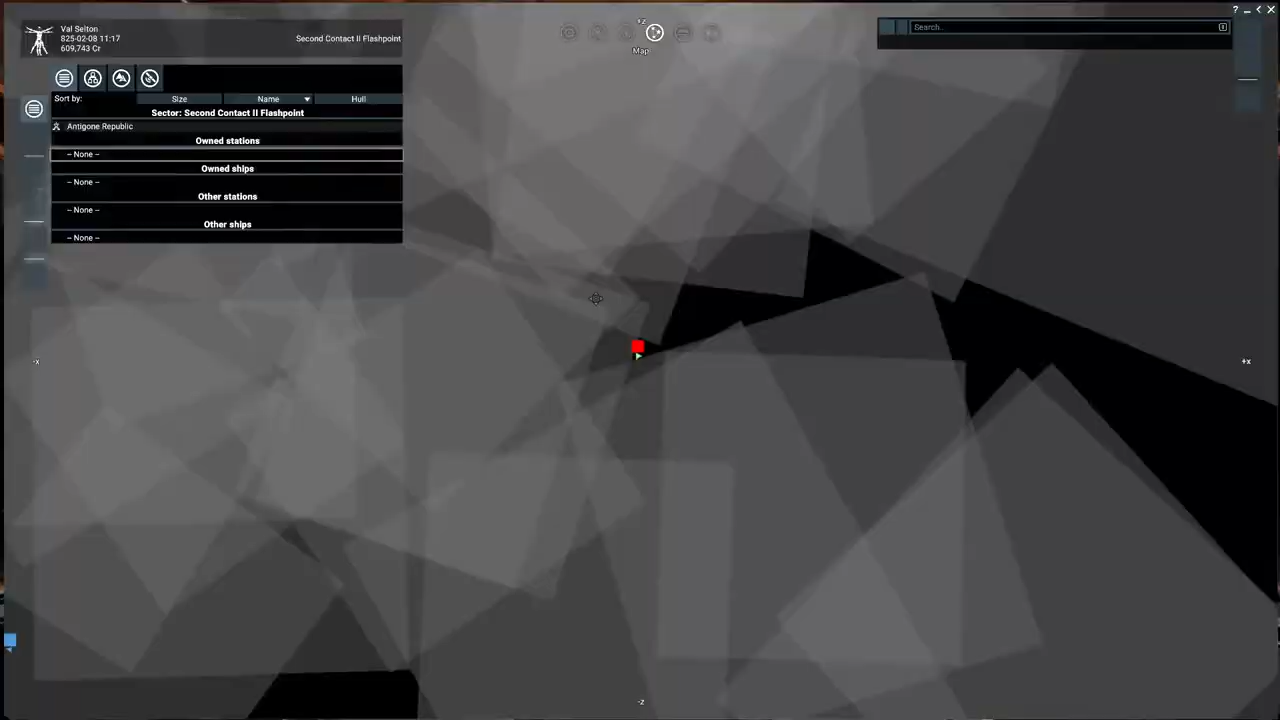 Val Selton
825-02-08 11:17
609,743 Cr
Second Contact II Flashpoint
+z
Map
Search..
?
Sort by:
Size
Name
Hull
Sector: Second Contact II Flashpoint
Antigone Republic
Owned stations
– None –
Owned ships
– None –
Other stations
– None –
Other ships
– None –
-x
+x
-z